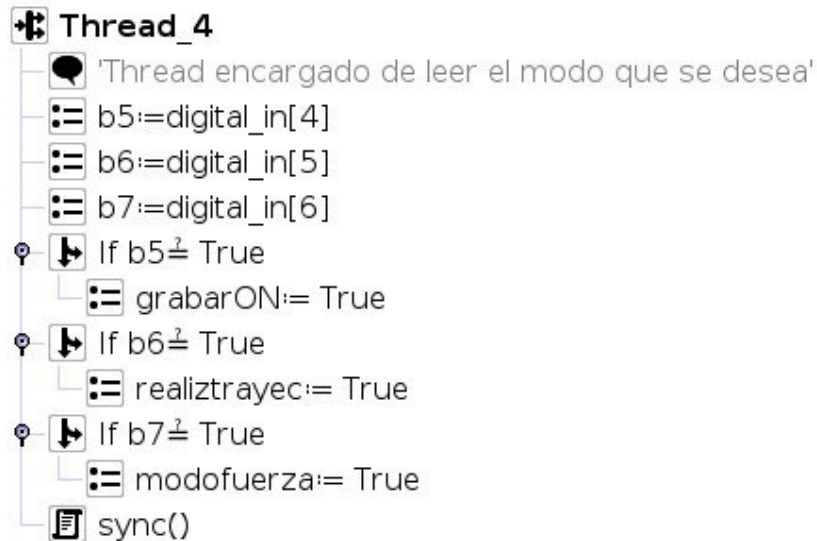 Thread_4
'Thread encargado de leer el modo que se desea'
b5:=digital_in[4]
b6:=digital_in[5]
b7:=digital_in[6]
If b5≟ True
grabarON:= True
If b6≟ True
realiztrayec:= True
If b7≟ True
modofuerza:= True
sync()